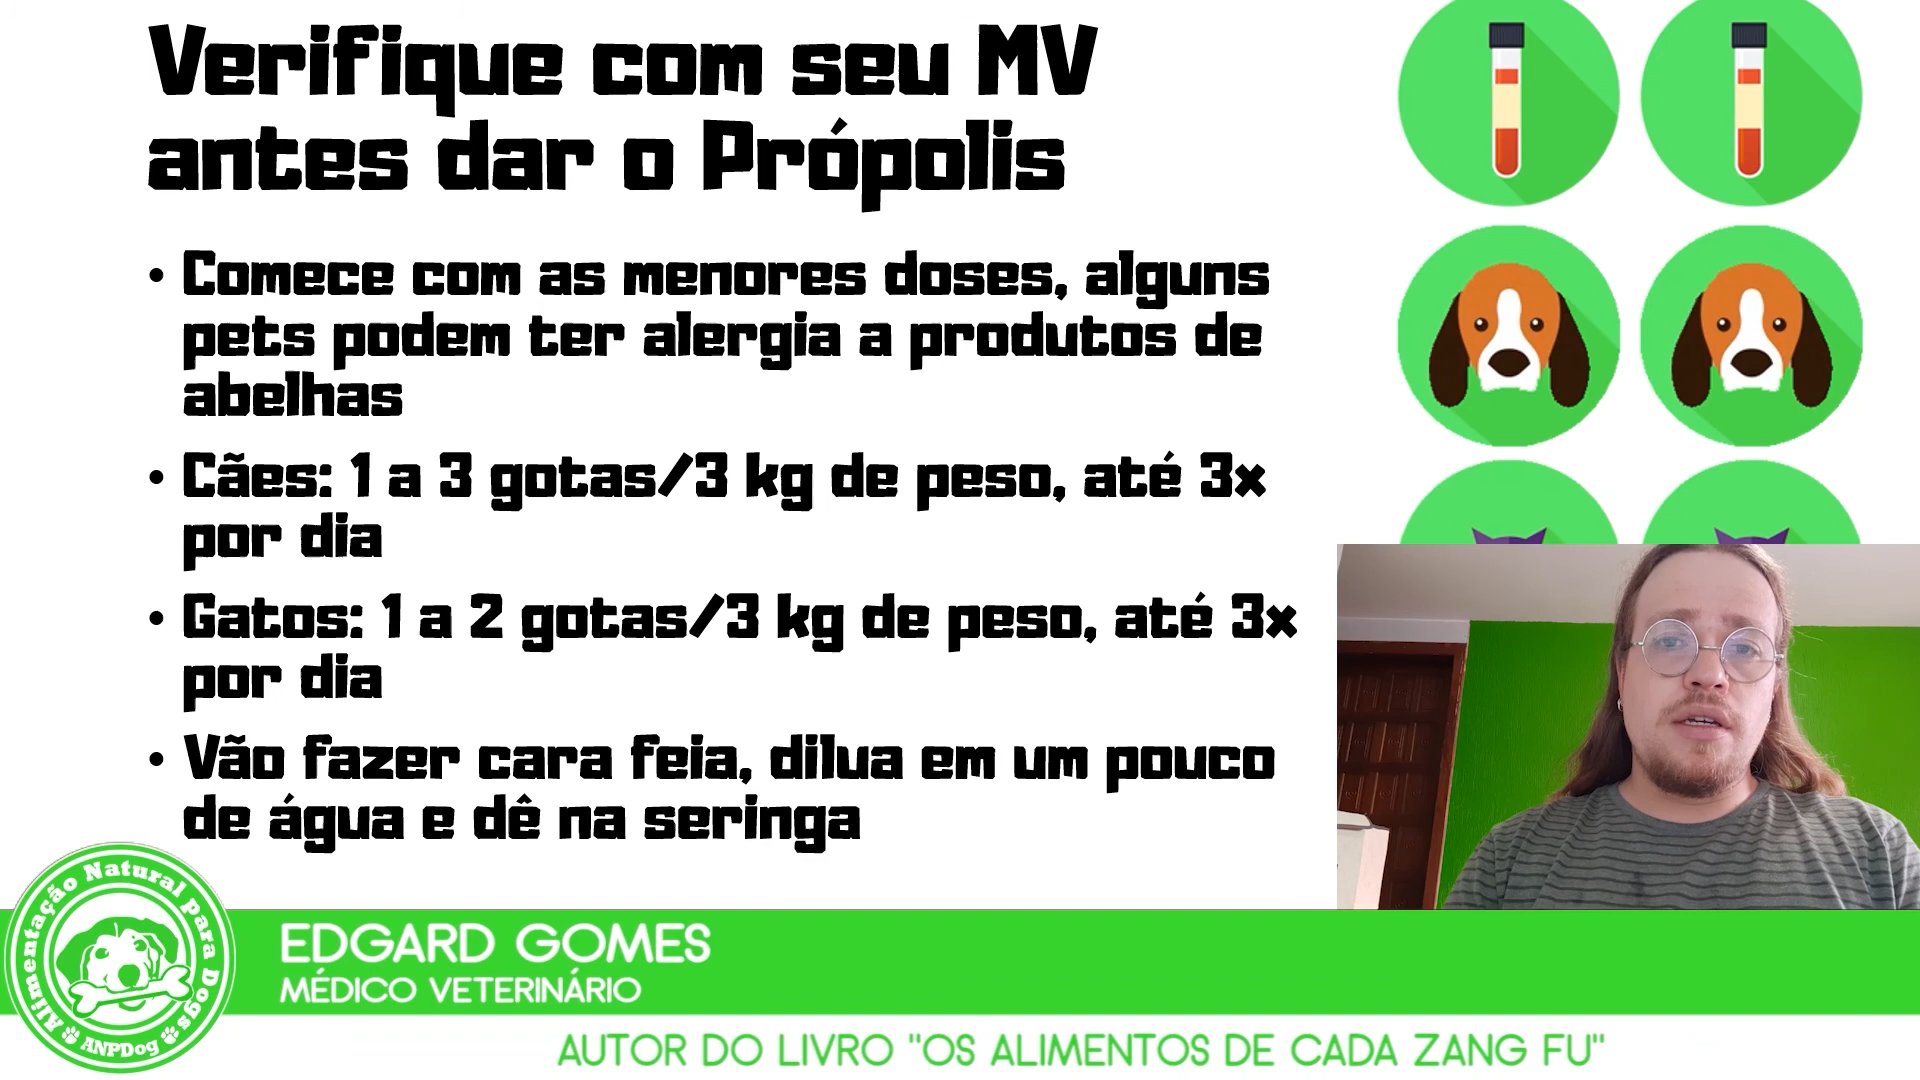 Verifique com seu MV
antes dar o Própolis
• Comece com as menores doses, alguns
pets podem ter alergia a produtos de
abelhas
• Cães: 1 a 3 gotas/3 kg de peso, até 3x
por dia
• Gatos: 1 a 2 gotas/3 kg de peso, até 3x
por dia
• Vão fazer cara feia, dilua em um pouco
de água e dê na seringa
Alimentação Natural para Dogs
ANPDog
EDGARD GOMES
MÉDICO VETERINÁRIO
AUTOR DO LIVRO "OS ALIMENTOS DE CADA ZANG FU"